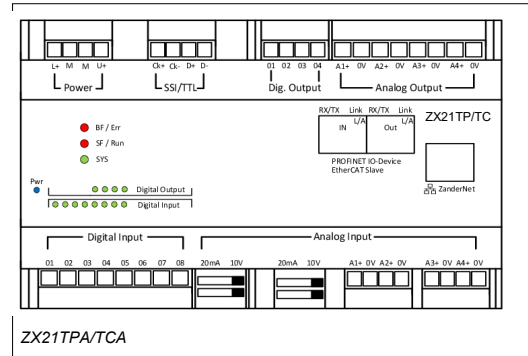 L+ M M U+ Ck+ Ck- D+ D- 01 02 03 04 A1+ 0V A2+ 0V A3+ 0V A4+ 0V
Power SSI/TTL Dig. Output Analog Output
RX/TX Link RX/TX Link
L/A L/A
IN Out
ZX21TP/TC
BF / Err
SF / Run
SYS
PROFINET IO-Device
EtherCAT Slave
ZanderNet
Pwr
Digital Output
Digital Input
Digital Input Analog Input
01 02 03 04 05 06 07 08 20mA 10V 20mA 10V A1+ 0V A2+ 0V A3+ 0V A4+ 0V
ZX21TPA/TCA